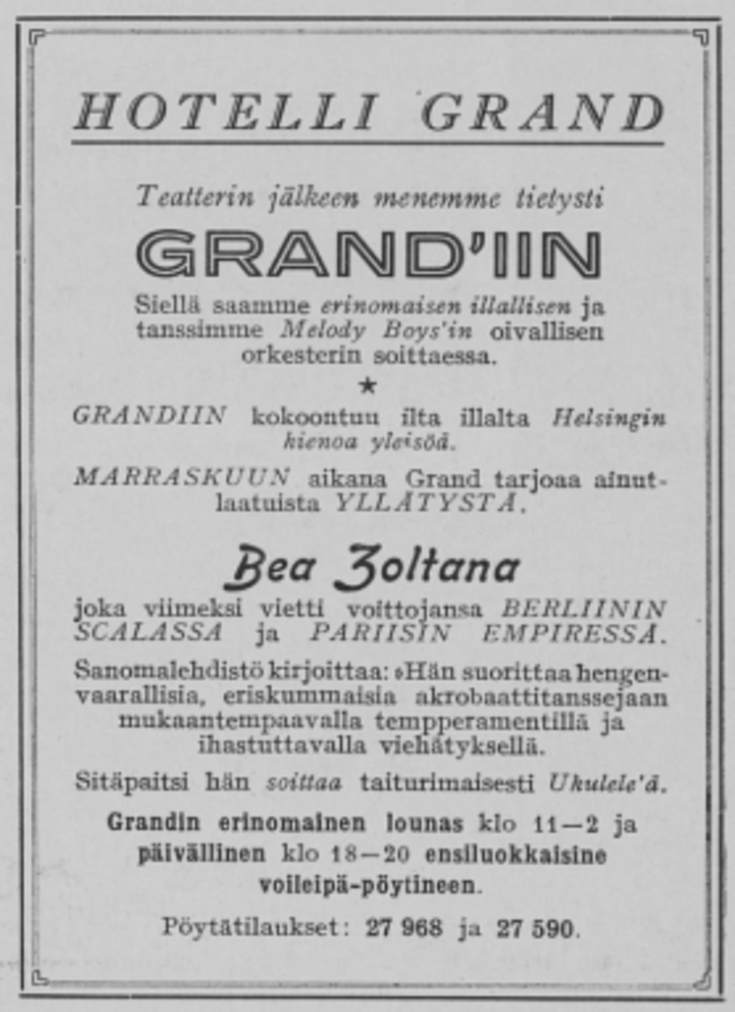 HOTELLI GRAND
Teatterin jälkeen menemme tietysti
GRAND'IIN
Siellä saamme erinomaisen illallisen ja
tanssimme Melody Boys'in oivallisen
orkesterin soittaessa.
★
GRANDIIN kokoontuu ilta illalta Helsingin
hienoa yleisöä.
MARRASKUUN aikana Grand tarjoaa ainut-
laatuista YLLÄTYSTÄ.
Bea Zoltana
joka viimeksi vietti voittojansa BERLIININ
SCALASSA ja PARIISIN EMPIRESSÄ.
Sanomalehdistö kirjoittaa: »Hän suorittaa hengen-
vaarallisia, eriskummaisia akrobaattitanssejaan
mukaantempaavalla tempperamentillä ja
ihastuttavalla viehätyksellä.
Sitäpaitsi hän soittaa taiturimaisesti Ukulele'ä.
Grandin erinomainen lounas klo 11—2 ja
päivällinen klo 18—20 ensiluokkaisine
voileipä-pöytineen.
Pöytätilaukset: 27 968 ja 27 590.